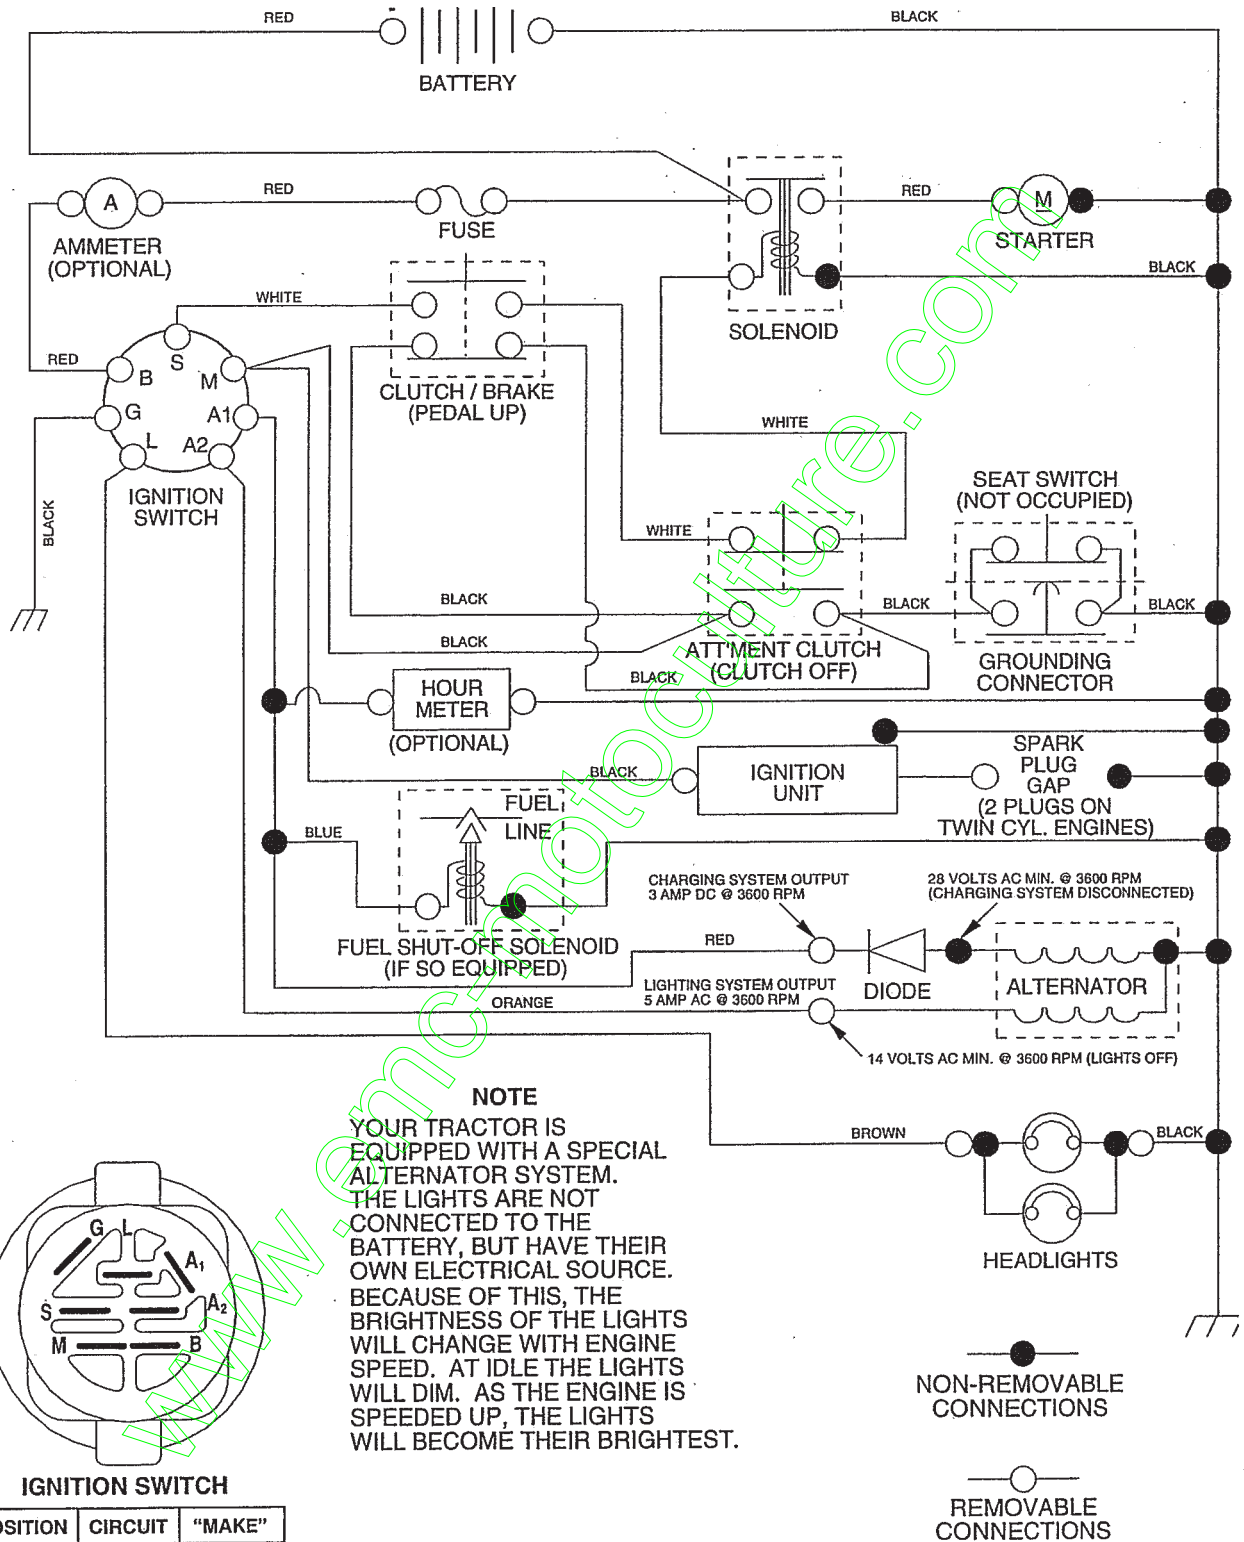 RED
BLACK
BATTERY
RED
RED
A
FUSE
M
STARTER
AMMETER
(OPTIONAL)
BLACK
WHITE
SOLENOID
RED
S
B
M
CLUTCH / BRAKE
(PEDAL UP)
G
A1
L
A2
WHITE
IGNITION
SWITCH
BLACK
SEAT SWITCH
(NOT OCCUPIED)
WHITE
BLACK
BLACK
BLACK
BLACK
ATT'MENT CLUTCH
(CLUTCH OFF)
GROUNDING
CONNECTOR
BLACK
HOUR
METER
(OPTIONAL)
SPARK
PLUG
GAP
(2 PLUGS ON
TWIN CYL. ENGINES)
BLACK
IGNITION
UNIT
FUEL
LINE
BLUE
CHARGING SYSTEM OUTPUT
3 AMP DC @ 3600 RPM
28 VOLTS AC MIN. @ 3600 RPM
(CHARGING SYSTEM DISCONNECTED)
FUEL SHUT-OFF SOLENOID
(IF SO EQUIPPED)
RED
DIODE
ALTERNATOR
LIGHTING SYSTEM OUTPUT
5 AMP AC @ 3600 RPM
ORANGE
14 VOLTS AC MIN. @ 3600 RPM (LIGHTS OFF)
NOTE
YOUR TRACTOR IS
EQUIPPED WITH A SPECIAL
ALTERNATOR SYSTEM.
THE LIGHTS ARE NOT
CONNECTED TO THE
BATTERY, BUT HAVE THEIR
OWN ELECTRICAL SOURCE.
BECAUSE OF THIS, THE
BRIGHTNESS OF THE LIGHTS
WILL CHANGE WITH ENGINE
SPEED. AT IDLE THE LIGHTS
WILL DIM. AS THE ENGINE IS
SPEEDED UP, THE LIGHTS
WILL BECOME THEIR BRIGHTEST.
BROWN
BLACK
HEADLIGHTS
G
L
A1
S
A2
M
B
IGNITION SWITCH
OSITION CIRCUIT "MAKE"
NON-REMOVABLE
CONNECTIONS
REMOVABLE
CONNECTIONS
www.emc-motoculture.com